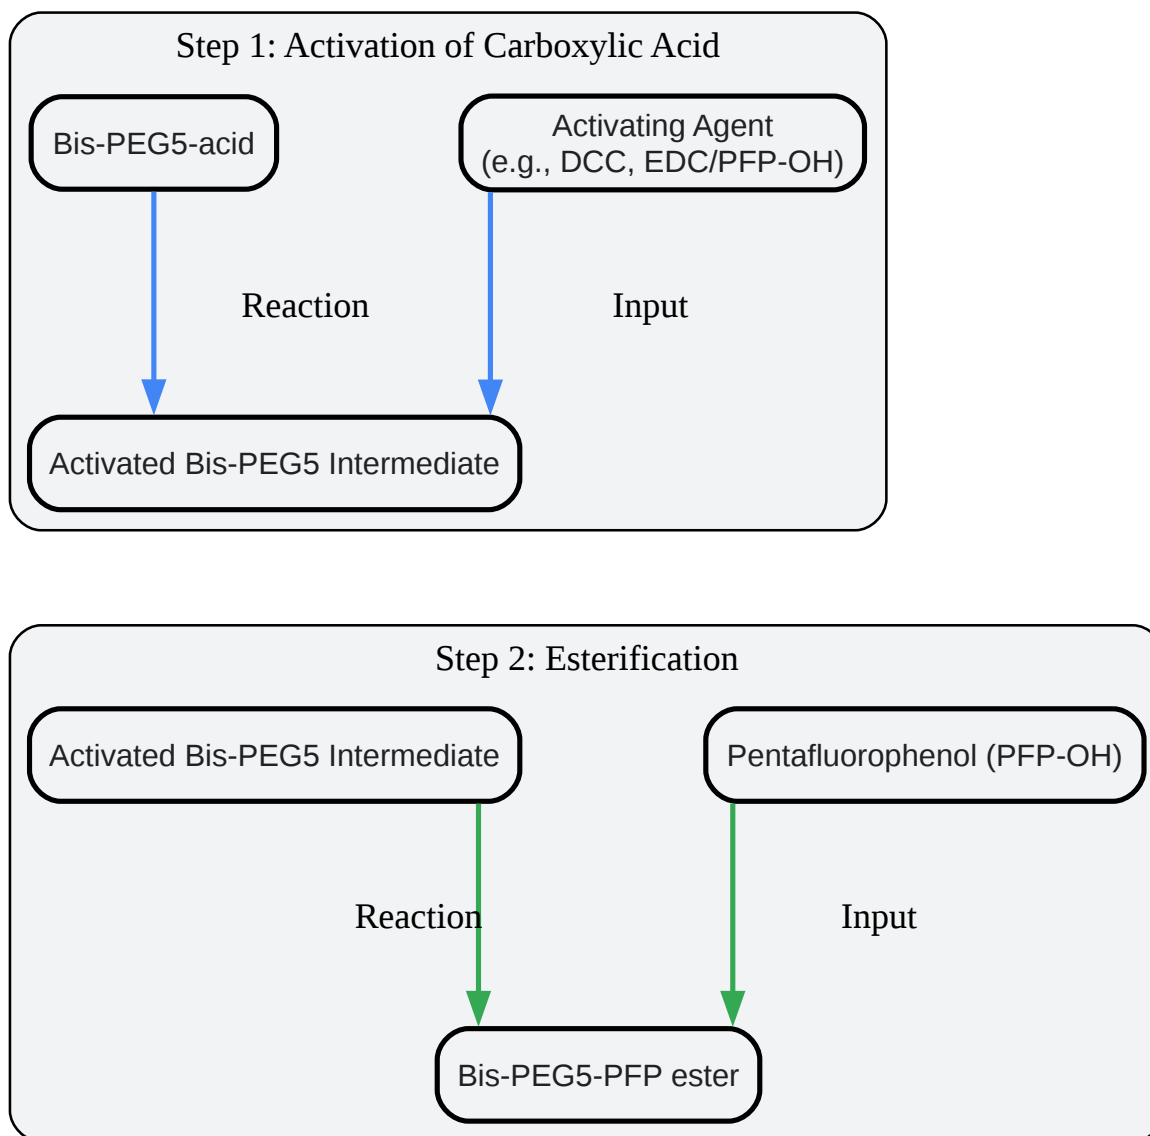 Step 1: Activation of Carboxylic Acid
Bis-PEG5-acid
Activating Agent
(e.g., DCC, EDC/PFP-OH)
Reaction
Input
Activated Bis-PEG5 Intermediate
Step 2: Esterification
Activated Bis-PEG5 Intermediate
Pentafluorophenol (PFP-OH)
Reaction
Input
Bis-PEG5-PFP ester